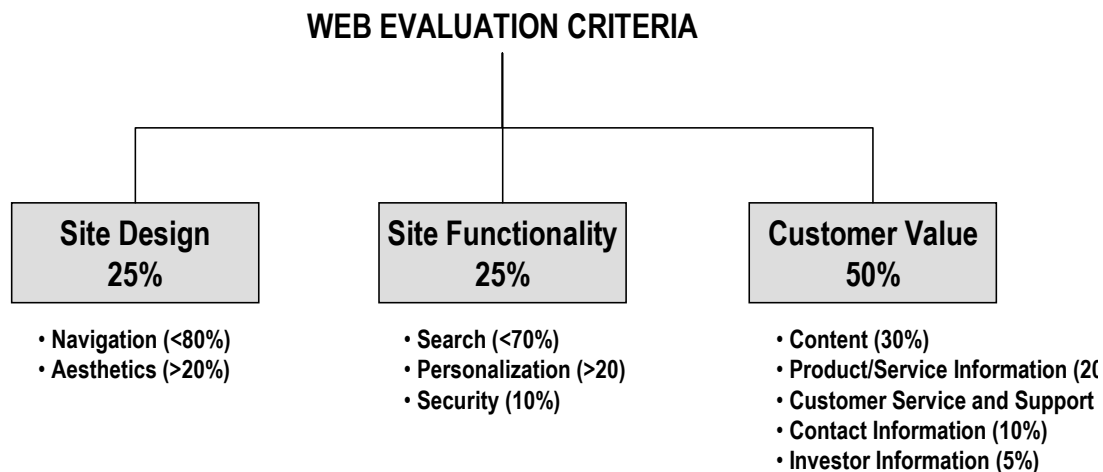 WEB EVALUATION CRITERIA
Site Design
25%
• Navigation (<80%)
• Aesthetics (>20%)
Site Functionality
25%
• Search (<70%)
• Personalization (>20)
• Security (10%)
Customer Value
50%
• Content (30%)
• Product/Service Information (20
• Customer Service and Support
• Contact Information (10%)
• Investor Information (5%)